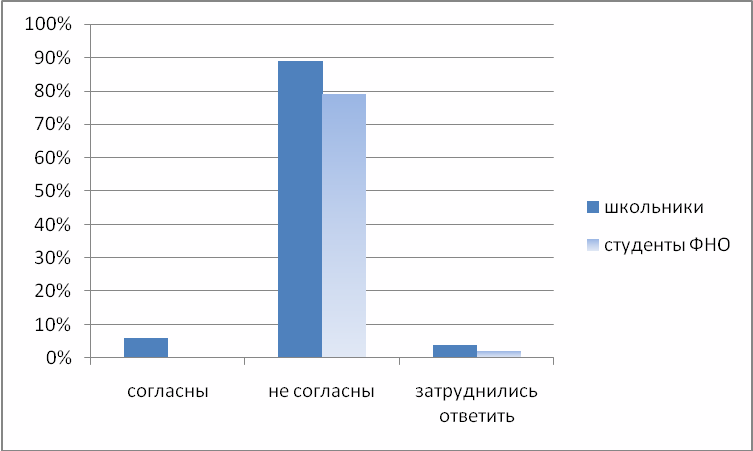 100%
90%
80%
70%
60%
50%
40%
30%
20%
10%
0%
согласны
не согласны
затруднились
ответить
школьники
студенты ФНО